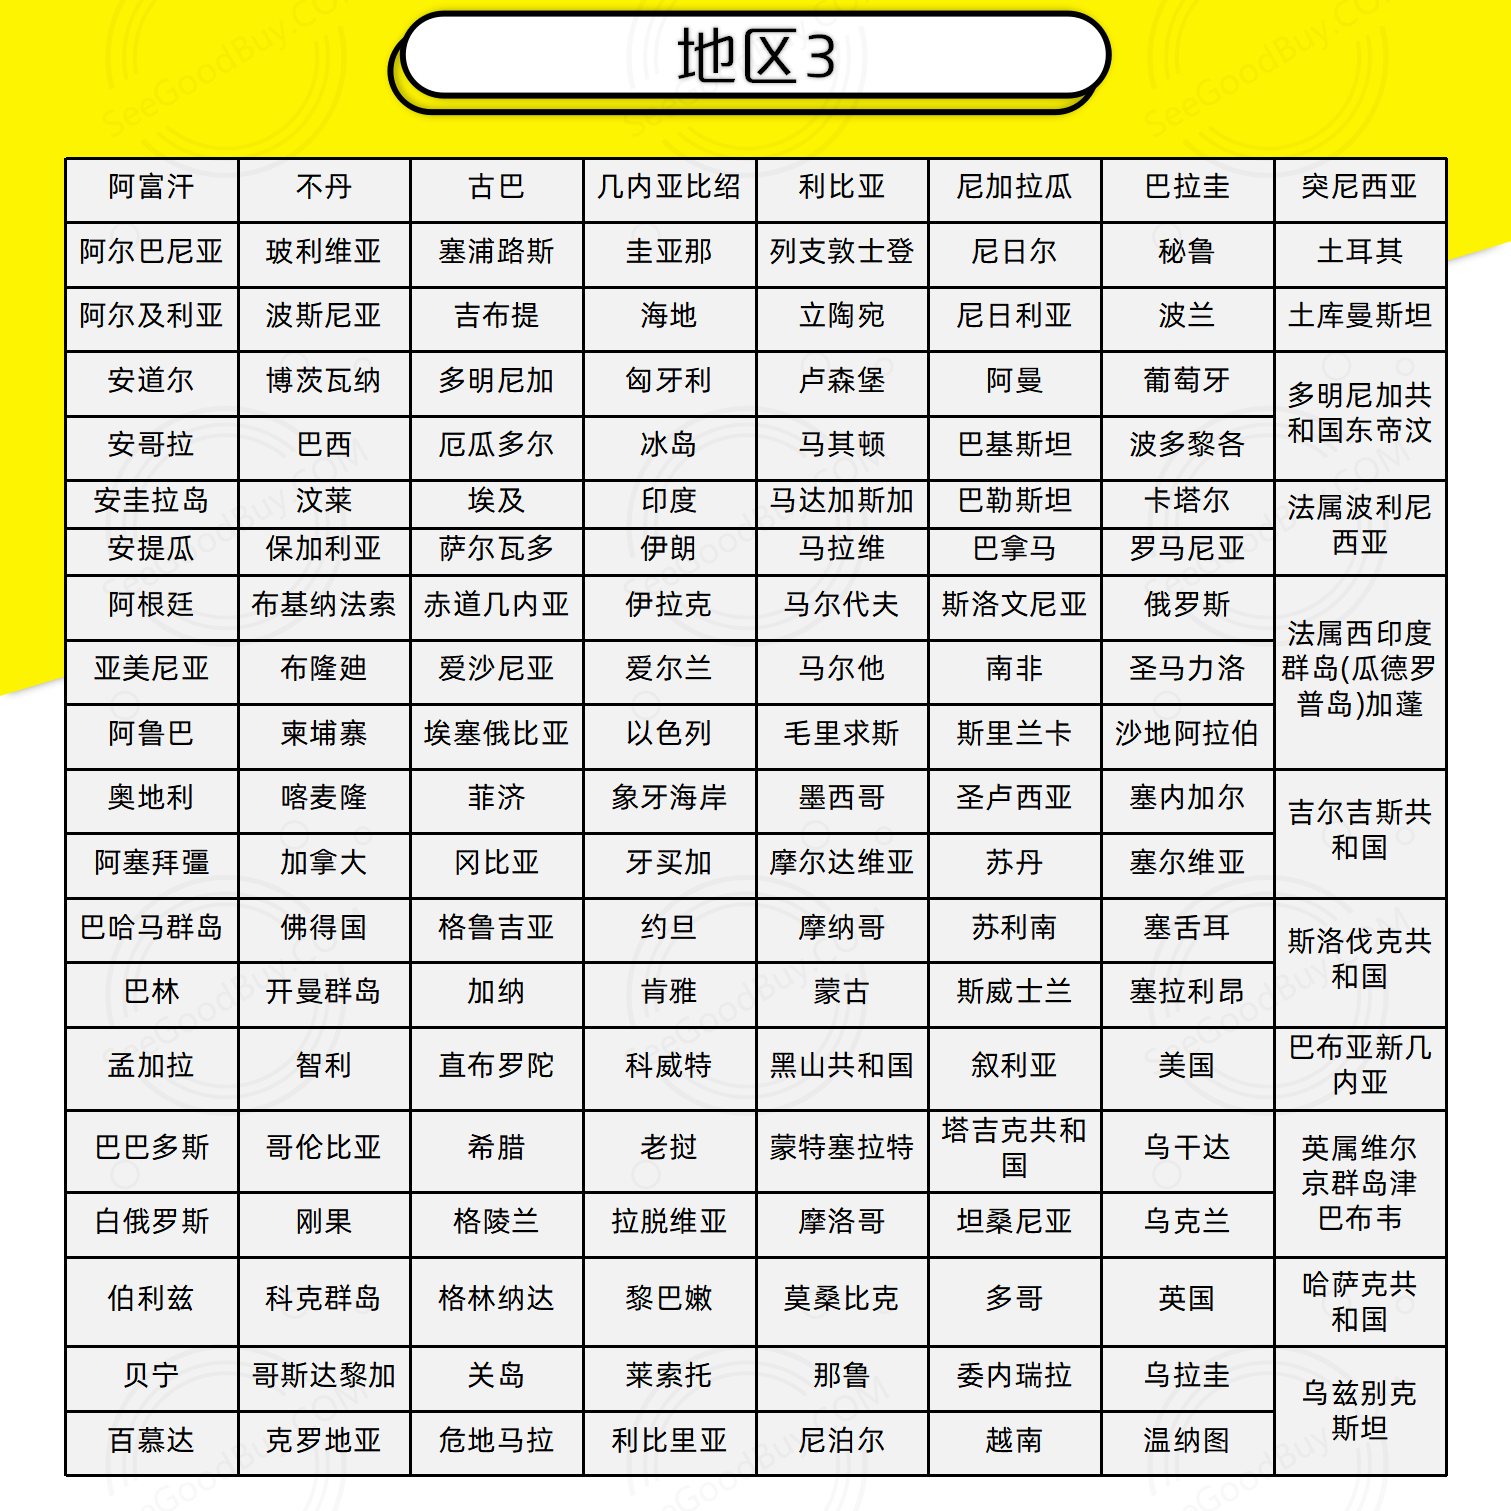 地区3
阿富汗 不丹 古巴 几内亚比绍 利比亚 尼加拉瓜 巴拉圭 突尼西亚
阿尔巴尼亚 玻利维亚 塞浦路斯 圭亚那 列支敦士登 尼日尔 秘鲁 土耳其
阿尔及利亚 波斯尼亚 吉布提 海地 立陶宛 尼日利亚 波兰 土库曼斯坦
安道尔 博茨瓦纳 多明尼加 匈牙利 卢森堡 阿曼 葡萄牙 多明尼加共
安哥拉 巴西 厄瓜多尔 冰岛 马其顿 巴基斯坦 波多黎各 和国东帝汶
安圭拉岛 汶莱 埃及 印度 马达加斯加 巴勒斯坦 卡塔尔 法属波利尼
安提瓜 保加利亚 萨尔瓦多 伊朗 马拉维 巴拿马 罗马尼亚 西亚
阿根廷 布基纳法索 赤道几内亚 伊拉克 马尔代夫 斯洛文尼亚 俄罗斯 法属西印度
亚美尼亚 布隆廸 爱沙尼亚 爱尔兰 马尔他 南非 圣马力洛 群岛(瓜德罗
阿鲁巴 柬埔寨 埃塞俄比亚 以色列 毛里求斯 斯里兰卡 沙地阿拉伯 普岛)加蓬
奥地利 喀麦隆 菲济 象牙海岸 墨西哥 圣卢西亚 塞内加尔 吉尔吉斯共
阿塞拜彊 加拿大 冈比亚 牙买加 摩尔达维亚 苏丹 塞尔维亚 和国
巴哈马群岛 佛得国 格鲁吉亚 约旦 摩纳哥 苏利南 塞舌耳 斯洛伐克共
巴林 开曼群岛 加纳 肯雅 蒙古 斯威士兰 塞拉利昂 和国
孟加拉 智利 直布罗陀 科威特 黑山共和国 叙利亚 美国 巴布亚新几
内亚
巴巴多斯 哥伦比亚 希腊 老挝 蒙特塞拉特 塔吉克共和 乌干达 英属维尔
国 京群岛津
白俄罗斯 刚果 格陵兰 拉脱维亚 摩洛哥 坦桑尼亚 乌克兰 巴布韦
伯利兹 科克群岛 格林纳达 黎巴嫩 莫桑比克 多哥 英国 哈萨克共
和国
贝宁 哥斯达黎加 关岛 莱索托 那鲁 委内瑞拉 乌拉圭 乌兹别克
百慕达 克罗地亚 危地马拉 利比里亚 尼泊尔 越南 温纳图 斯坦
SeeGoodBuy.COM